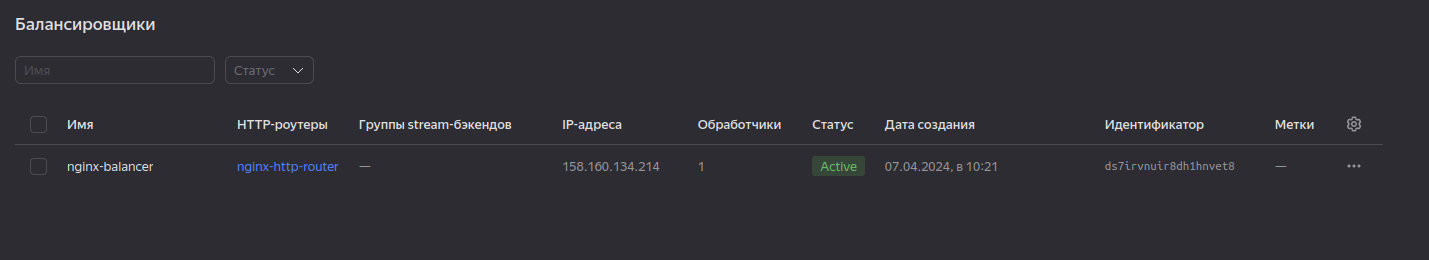 Балансировщики
Имя
Статус
Имя HTTP-роутеры Группы stream-бэкендов IP-адреса Обработчики Статус Дата создания Идентификатор Метки
nginx-balancer nginx-http-router — 158.160.134.214 1 Active 07.04.2024, в 10:21 ds7irvnuir8dh1hnvet8 —